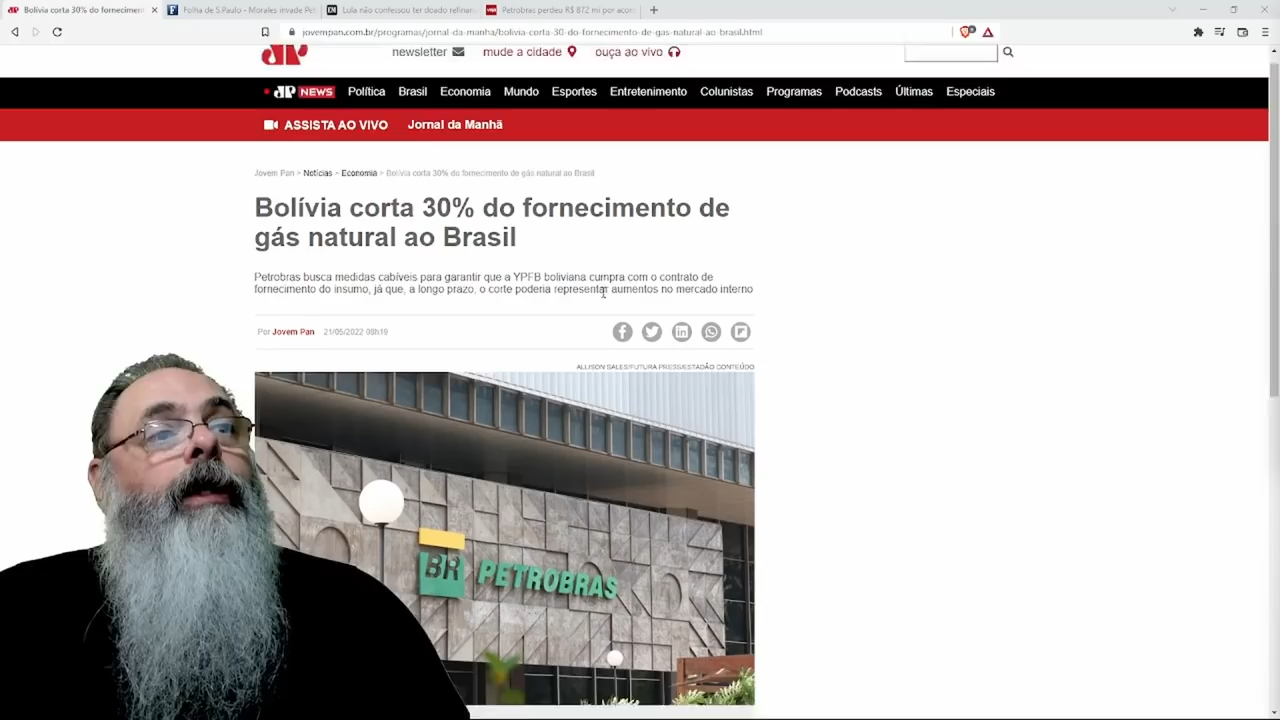 Bolívia corta 30% do fornecimen
Folha de S.Paulo - Morales invade Pet
Lula não confessou ter doado refinar
Petrobras perdeu R$ 872 mi por acor
jovempan.com.br/programas/jornal-da-manha/bolivia-corta-30-do-fornecimento-de-gas-natural-ao-brasil.html
newsletter mude a cidade ouça ao vivo
JP NEWS Política Brasil Economia Mundo Esportes Entretenimento Colunistas Programas Podcasts Últimas Especiais
ASSISTA AO VIVO Jornal da Manhã
Jovem Pan > Notícias > Economia > Bolívia corta 30% do fornecimento de gás natural ao Brasil
Bolívia corta 30% do fornecimento de
gás natural ao Brasil
Petrobras busca medidas cabíveis para garantir que a YPFB boliviana cumpra com o contrato de
fornecimento do insumo, já que, a longo prazo, o corte poderia representar aumentos no mercado interno
Por Jovem Pan 21/05/2022 08h19
ALLISON SALES/FUTURA PRESS/ESTADÃO CONTEÚDO
BR PETROBRAS